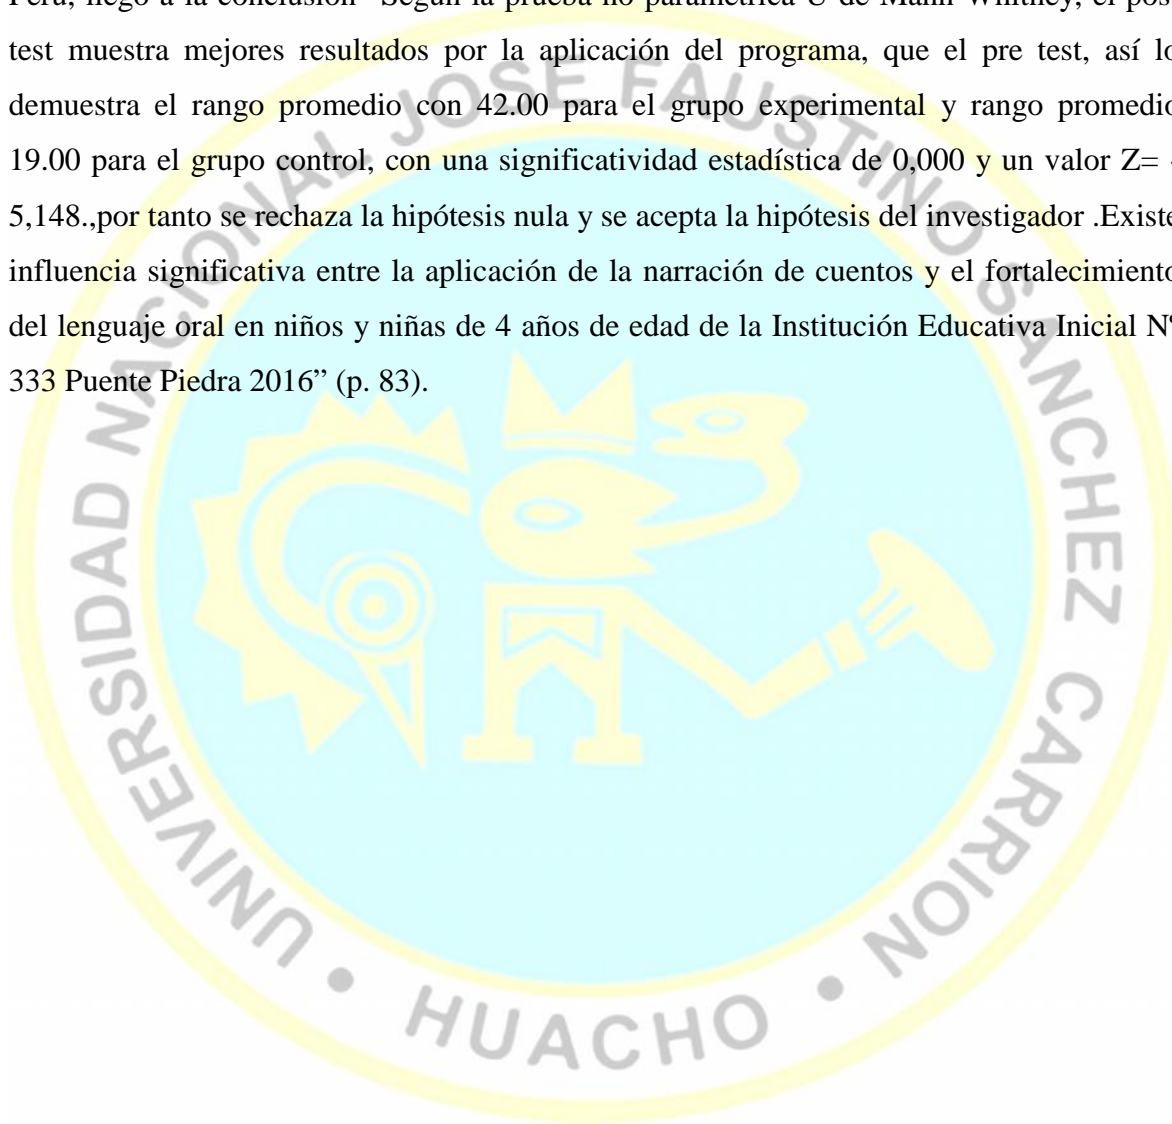 Perú, llegó a la conclusión “Según la prueba no paramétrica U de Mann Whitney, el post
test muestra mejores resultados por la aplicación del programa, que el pre test, así lo
demuestra el rango promedio con 42.00 para el grupo experimental y rango promedio
19.00 para el grupo control, con una significatividad estadística de 0,000 y un valor Z= -
5,148.,por tanto se rechaza la hipótesis nula y se acepta la hipótesis del investigador .Existe
influencia significativa entre la aplicación de la narración de cuentos y el fortalecimiento
del lenguaje oral en niños y niñas de 4 años de edad de la Institución Educativa Inicial Nº
333 Puente Piedra 2016” (p. 83).
UNIVERSIDAD NACIONAL JOSE FAUSTINO SANCHEZ CARRION
• HUACHO •